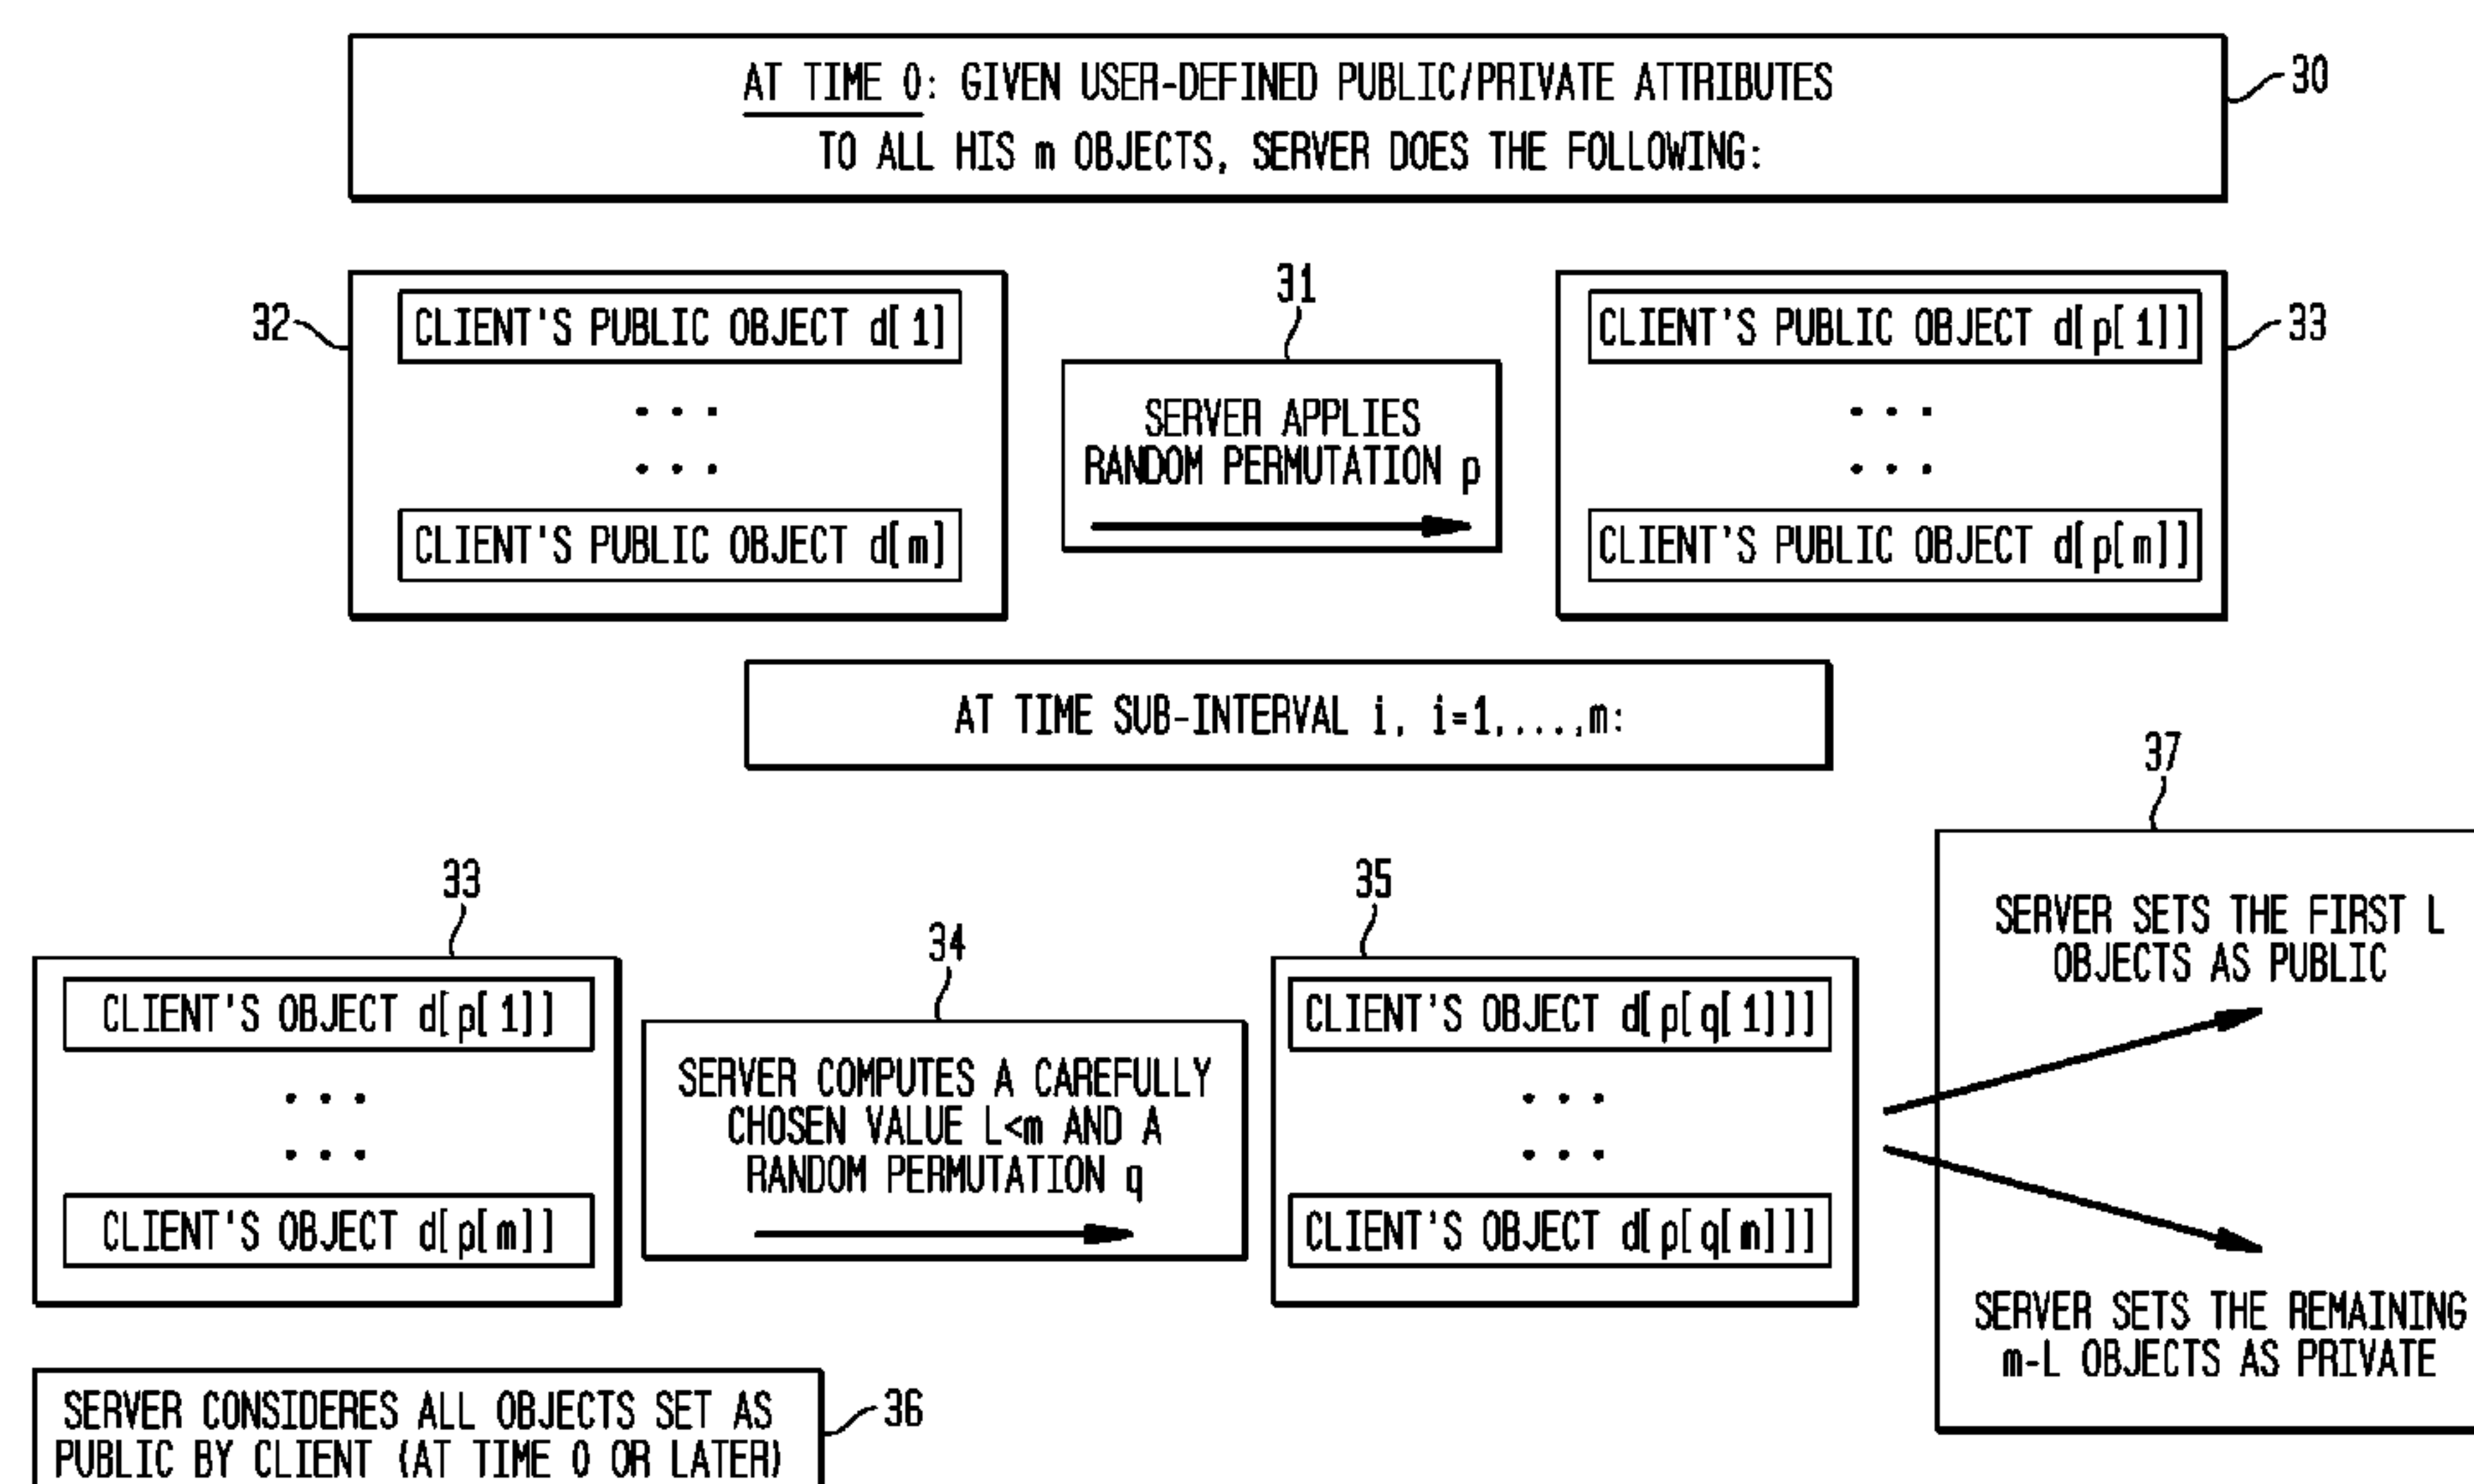 AT TIME 0: GIVEN USER-DEFINED PUBLIC/PRIVATE ATTRIBUTES
TO ALL HIS m OBJECTS, SERVER DOES THE FOLLOWING:
30
32
CLIENT'S PUBLIC OBJECT d[1]
. . .
. . .
CLIENT'S PUBLIC OBJECT d[m]
31
SERVER APPLIES
RANDOM PERMUTATION p
33
CLIENT'S PUBLIC OBJECT d[p[1]]
. . .
. . .
CLIENT'S PUBLIC OBJECT d[p[m]]
AT TIME SUB-INTERVAL i, i=1,...,m:
33
CLIENT'S OBJECT d[p[1]]
. . .
. . .
CLIENT'S OBJECT d[p[m]]
34
SERVER COMPUTES A CAREFULLY
CHOSEN VALUE L<m AND A
RANDOM PERMUTATION q
35
CLIENT'S OBJECT d[p[q[1]]]
. . .
. . .
CLIENT'S OBJECT d[p[q[m]]]
37
SERVER SETS THE FIRST L
OBJECTS AS PUBLIC
SERVER SETS THE REMAINING
m-L OBJECTS AS PRIVATE
SERVER CONSIDERES ALL OBJECTS SET AS
PUBLIC BY CLIENT (AT TIME 0 OR LATER)
36